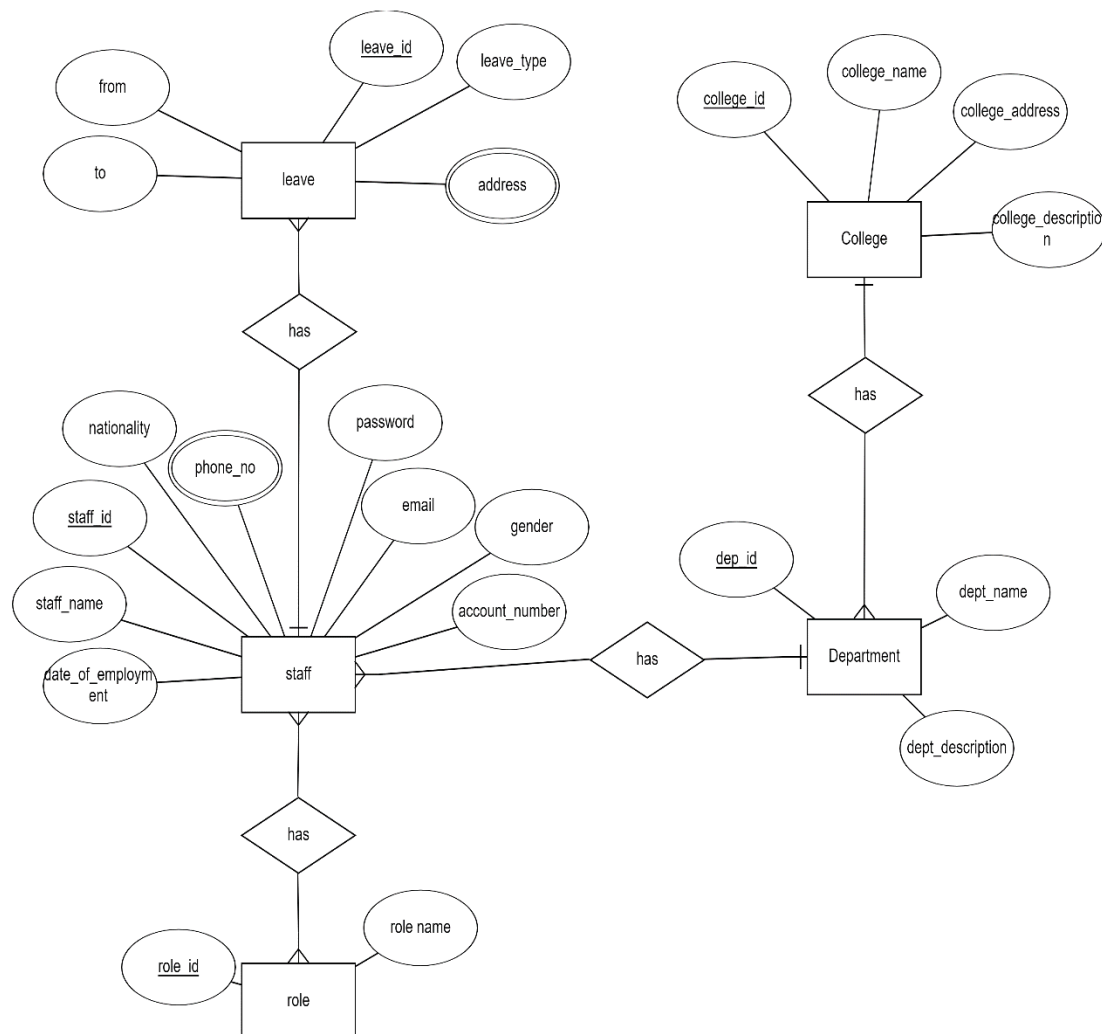 leave_id
leave_type
from
to
leave
address
college_name
college_id
college_address
college_descriptio
n
College
has
has
nationality
phone_no
password
email
gender
staff_id
staff_name
account_number
date_of_employm
ent
staff
has
dep_id
dept_name
Department
dept_description
has
role name
role_id
role